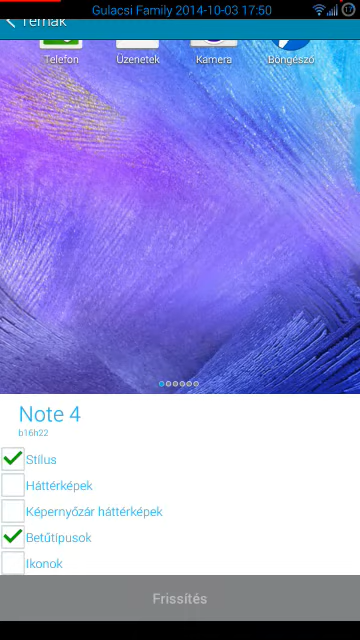 Gulacsi Family 2014-10-03 17:50
Témák
Telefon
Üzenetek
Kamera
Böngésző
Note 4
b16h22
Stílus
Háttérképek
Képernyőzár háttérképek
Betűtípusok
Ikonok
Frissítés